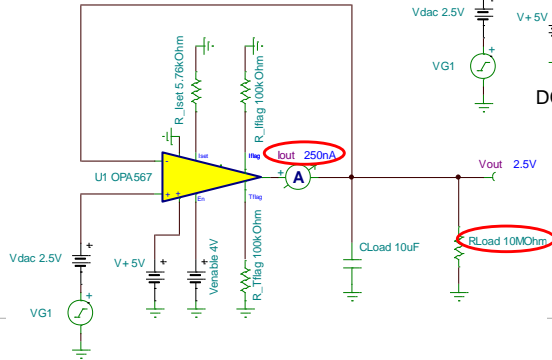 Vdac 2.5V
V+ 5V
VG1
R_Iset 5.76kOhm
R_Iflag 100kOhm
Iset
Iflag
Iout 250nA
+
A
Vout 2.5V
U1 OPA567
-
+ +
En
Tflag
CLoad 10uF
RLoad 10MOhm
Vdac 2.5V
V+ 5V
Venable 4V
R_Tflag 100kOhm
VG1